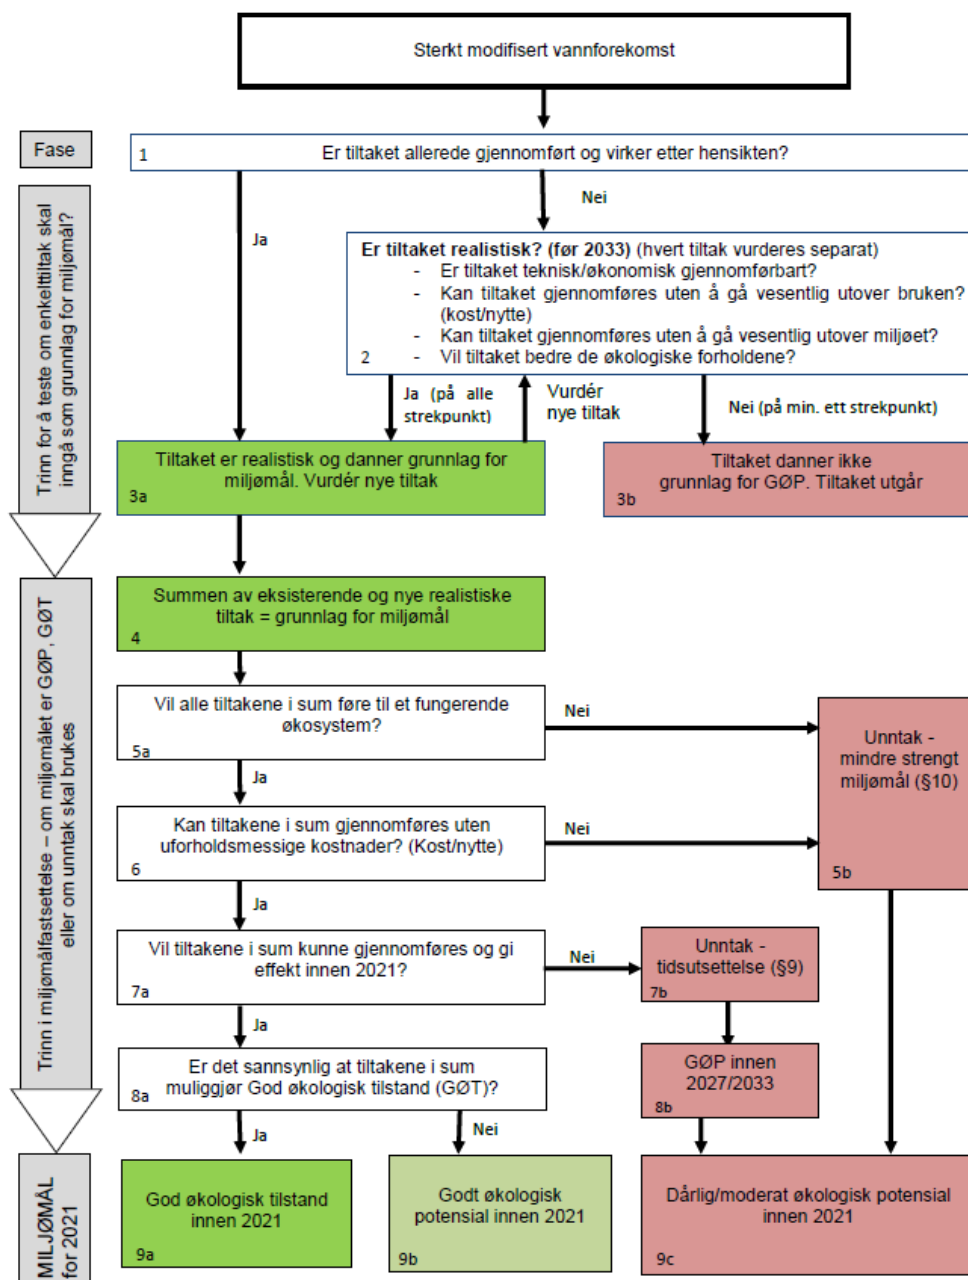 Sterkt modifisert vannforekomst
Fase
1
Er tiltaket allerede gjennomført og virker etter hensikten?
Ja
Nei
Trinn for å teste om enkelttiltak skal
inngå som grunnlag for miljømål?
Er tiltaket realistisk? (før 2033) (hvert tiltak vurderes separat)
- Er tiltaket teknisk/økonomisk gjennomførbart?
- Kan tiltaket gjennomføres uten å gå vesentlig utover bruken?
(kost/nytte)
- Kan tiltaket gjennomføres uten å gå vesentlig utover miljøet?
2 - Vil tiltaket bedre de økologiske forholdene?
Ja (på alle
strekpunkt)
Vurdér
nye tiltak
Nei (på min. ett strekpunkt)
Tiltaket er realistisk og danner grunnlag for
miljømål. Vurdér nye tiltak
3a
Tiltaket danner ikke
grunnlag for GØP. Tiltaket utgår
3b
Trinn i miljømålfastsettelse – om miljømålet er GØP, GØT
eller om unntak skal brukes
Summen av eksisterende og nye realistiske
tiltak = grunnlag for miljømål
4
Vil alle tiltakene i sum føre til et fungerende
økosystem?
5a
Nei
Ja
Unntak -
mindre strengt
miljømål (§10)
5b
Kan tiltakene i sum gjennomføres uten
uforholdsmessige kostnader? (Kost/nytte)
6
Nei
Ja
Vil tiltakene i sum kunne gjennomføres og gi
effekt innen 2021?
7a
Nei
Ja
Unntak -
tidsutsettelse (§9)
7b
Er det sannsynlig at tiltakene i sum
muliggjør God økologisk tilstand (GØT)?
8a
GØP innen
2027/2033
8b
Ja
Nei
MILJØMÅL
for 2021
God økologisk tilstand
innen 2021
9a
Godt økologisk
potensial innen 2021
9b
Dårlig/moderat økologisk potensial
innen 2021
9c